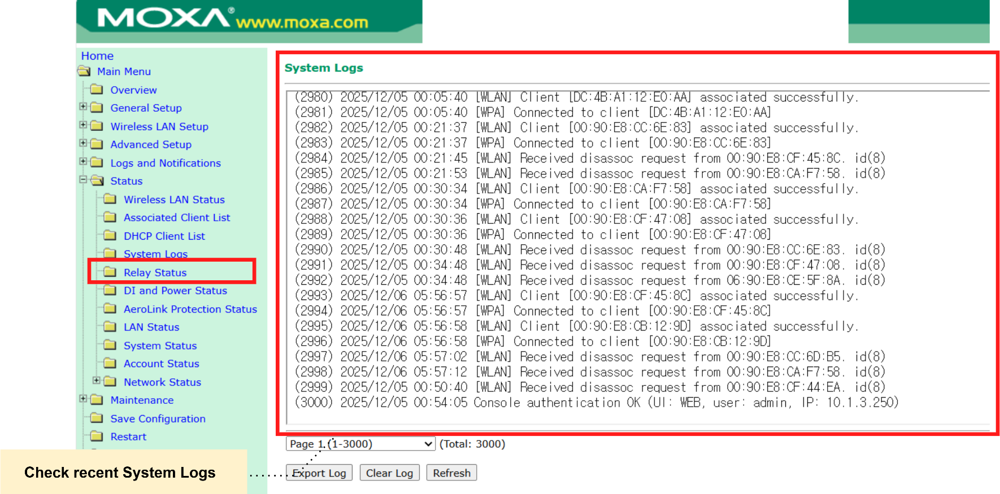 MOXA® www.moxa.com
Home
Main Menu
Overview
General Setup
Wireless LAN Setup
Advanced Setup
Logs and Notifications
Status
Wireless LAN Status
Associated Client List
DHCP Client List
System Logs
Relay Status
DI and Power Status
AeroLink Protection Status
LAN Status
System Status
Account Status
Network Status
Maintenance
Save Configuration
Restart
System Logs
(2980) 2025/12/05 00:05:40 [WLAN] Client [DC:4B:A1:12:E0:AA] associated successfully.
(2981) 2025/12/05 00:05:40 [WPA] Connected to client [DC:4B:A1:12:E0:AA]
(2982) 2025/12/05 00:21:37 [WLAN] Client [00:90:E8:CC:6E:83] associated successfully.
(2983) 2025/12/05 00:21:37 [WPA] Connected to client [00:90:E8:CC:6E:83]
(2984) 2025/12/05 00:21:45 [WLAN] Received disassoc request from 00:90:E8:CF:45:8C. id(8)
(2985) 2025/12/05 00:21:53 [WLAN] Received disassoc request from 00:90:E8:CA:F7:58. id(8)
(2986) 2025/12/05 00:30:34 [WLAN] Client [00:90:E8:CA:F7:58] associated successfully.
(2987) 2025/12/05 00:30:34 [WPA] Connected to client [00:90:E8:CA:F7:58]
(2988) 2025/12/05 00:30:36 [WLAN] Client [00:90:E8:CF:47:08] associated successfully.
(2989) 2025/12/05 00:30:36 [WPA] Connected to client [00:90:E8:CF:47:08]
(2990) 2025/12/05 00:30:48 [WLAN] Received disassoc request from 00:90:E8:CC:6E:83. id(8)
(2991) 2025/12/05 00:34:48 [WLAN] Received disassoc request from 00:90:E8:CF:47:08. id(8)
(2992) 2025/12/05 00:34:48 [WLAN] Received disassoc request from 06:90:E8:CE:5F:8A. id(8)
(2993) 2025/12/06 05:56:57 [WLAN] Client [00:90:E8:CF:45:8C] associated successfully.
(2994) 2025/12/06 05:56:57 [WPA] Connected to client [00:90:E8:CF:45:8C]
(2995) 2025/12/06 05:56:58 [WLAN] Client [00:90:E8:CB:12:9D] associated successfully.
(2996) 2025/12/06 05:56:58 [WPA] Connected to client [00:90:E8:CB:12:9D]
(2997) 2025/12/06 05:57:02 [WLAN] Received disassoc request from 00:90:E8:CC:6D:B5. id(8)
(2998) 2025/12/06 05:57:12 [WLAN] Received disassoc request from 00:90:E8:CA:F7:58. id(8)
(2999) 2025/12/05 00:50:40 [WLAN] Received disassoc request from 00:90:E8:CF:44:EA. id(8)
(3000) 2025/12/05 00:54:05 Console authentication OK (UI: WEB, user: admin, IP: 10.1.3.250)
Page 1 (1-3000) (Total: 3000)
Export Log Clear Log Refresh
Check recent System Logs